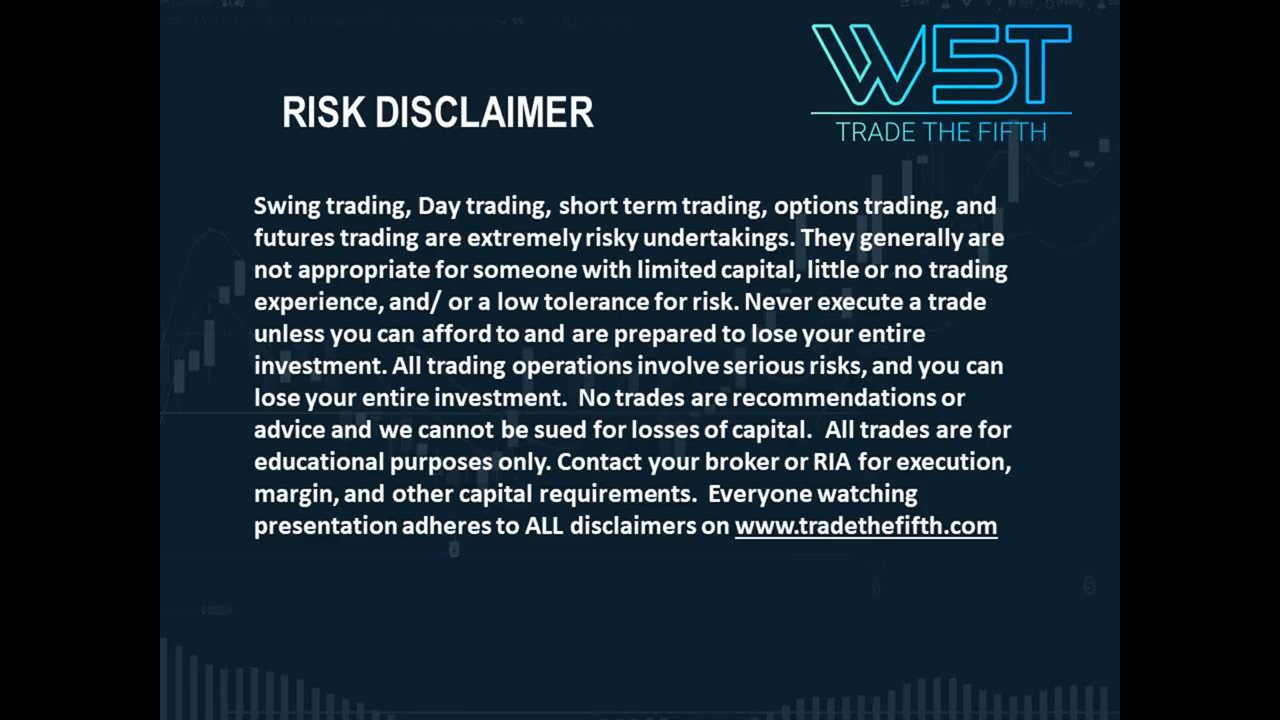 W5T
TRADE THE FIFTH
RISK DISCLAIMER
Swing trading, Day trading, short term trading, options trading, and
futures trading are extremely risky undertakings. They generally are
not appropriate for someone with limited capital, little or no trading
experience, and/ or a low tolerance for risk. Never execute a trade
unless you can afford to and are prepared to lose your entire
investment. All trading operations involve serious risks, and you can
lose your entire investment.  No trades are recommendations or
advice and we cannot be sued for losses of capital.  All trades are for
educational purposes only. Contact your broker or RIA for execution,
margin, and other capital requirements.  Everyone watching
presentation adheres to ALL disclaimers on www.tradethefifth.com